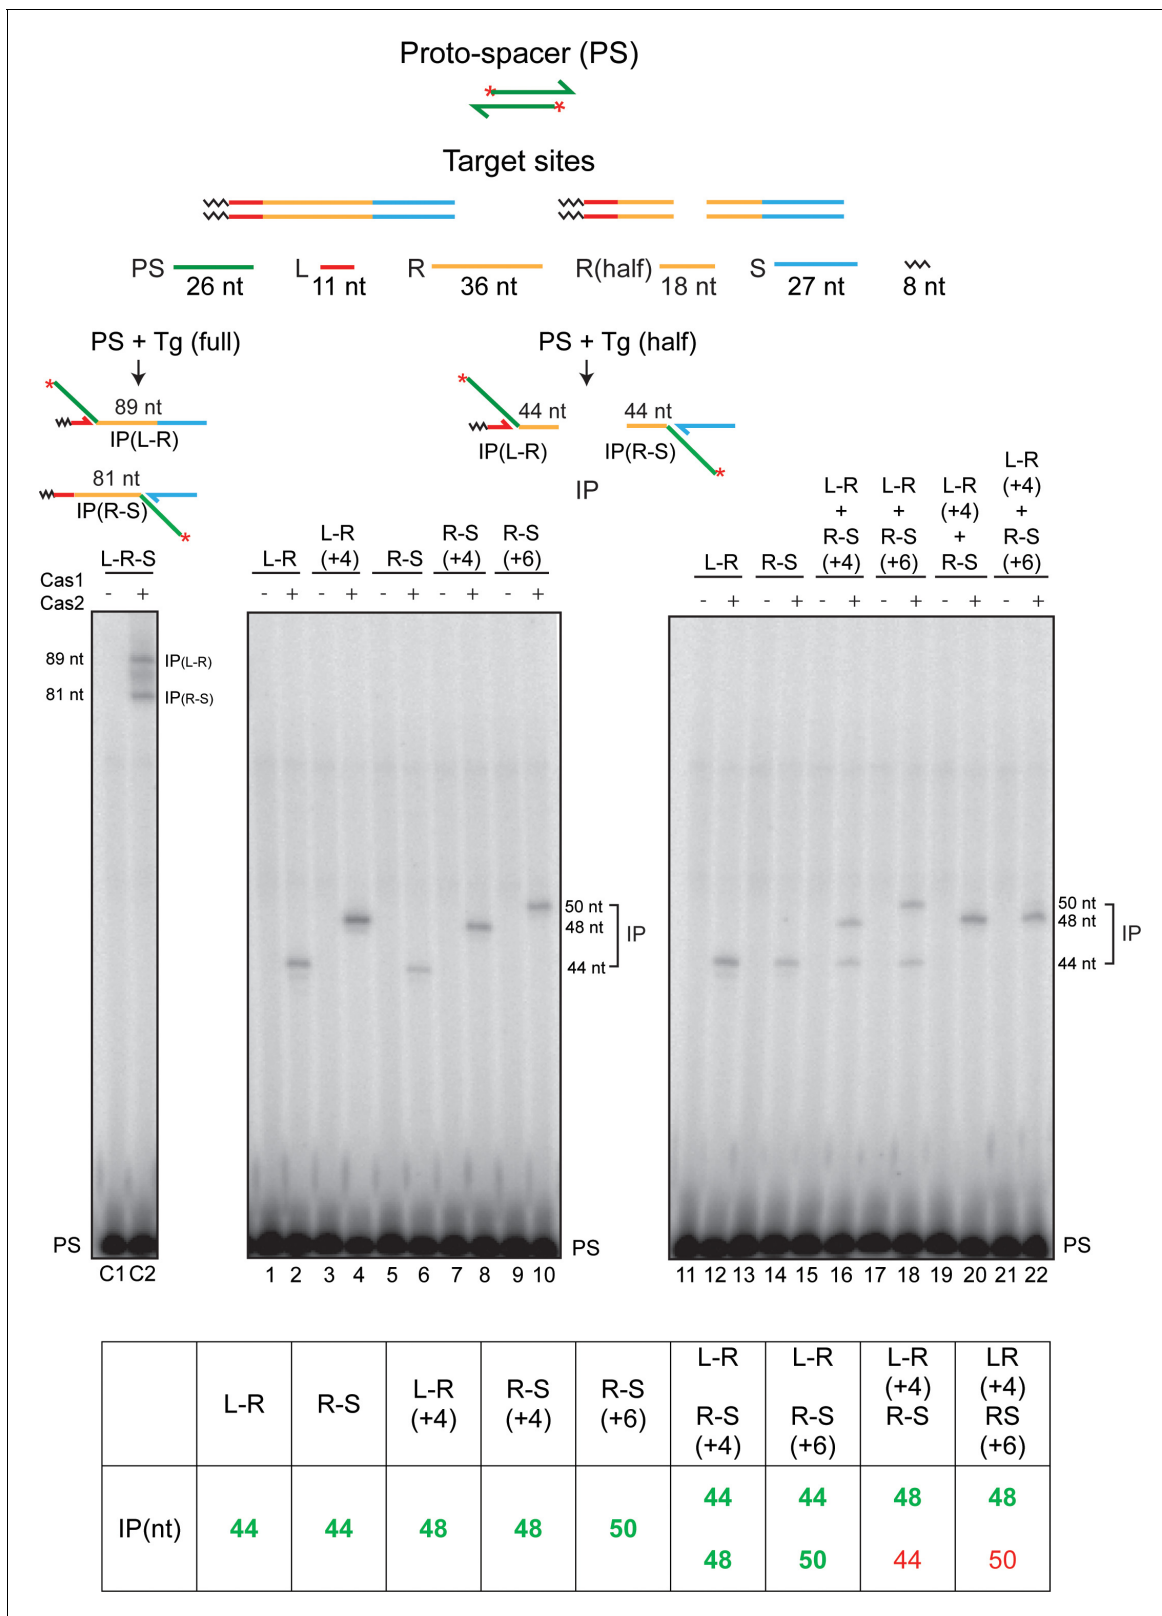 Proto-spacer (PS)
* *
Target sites
PS 26 nt
L 11 nt
R 36 nt
R(half) 18 nt
S 27 nt
8 nt
PS + Tg (full)
PS + Tg (half)
*
89 nt
IP(L-R)
81 nt
IP(R-S)
*
*
44 nt
IP(L-R)
44 nt
IP(R-S)
*
IP
L-R-S
L-R
L-R
(+4)
R-S
R-S
(+4)
R-S
(+6)
L-R
R-S
L-R
+
R-S
(+4)
L-R
+
R-S
(+6)
L-R
(+4)
+
R-S
L-R
(+4)
+
R-S
(+6)
Cas1
Cas2
- +
- + - + - + - + - +
- + - + - + - + - + - +
89 nt
81 nt
IP(L-R)
IP(R-S)
50 nt
48 nt
44 nt
IP
50 nt
48 nt
44 nt
IP
PS
PS
PS
C1 C2
1 2 3 4 5 6 7 8 9 10
11 12 13 14 15 16 17 18 19 20 21 22
L-R
R-S
L-R
(+4)
R-S
(+4)
R-S
(+6)
L-R
R-S
(+4)
L-R
R-S
(+6)
L-R
(+4)
R-S
LR
(+4)
RS
(+6)
IP(nt)
44
44
48
48
50
44
48
44
50
48
44
48
50